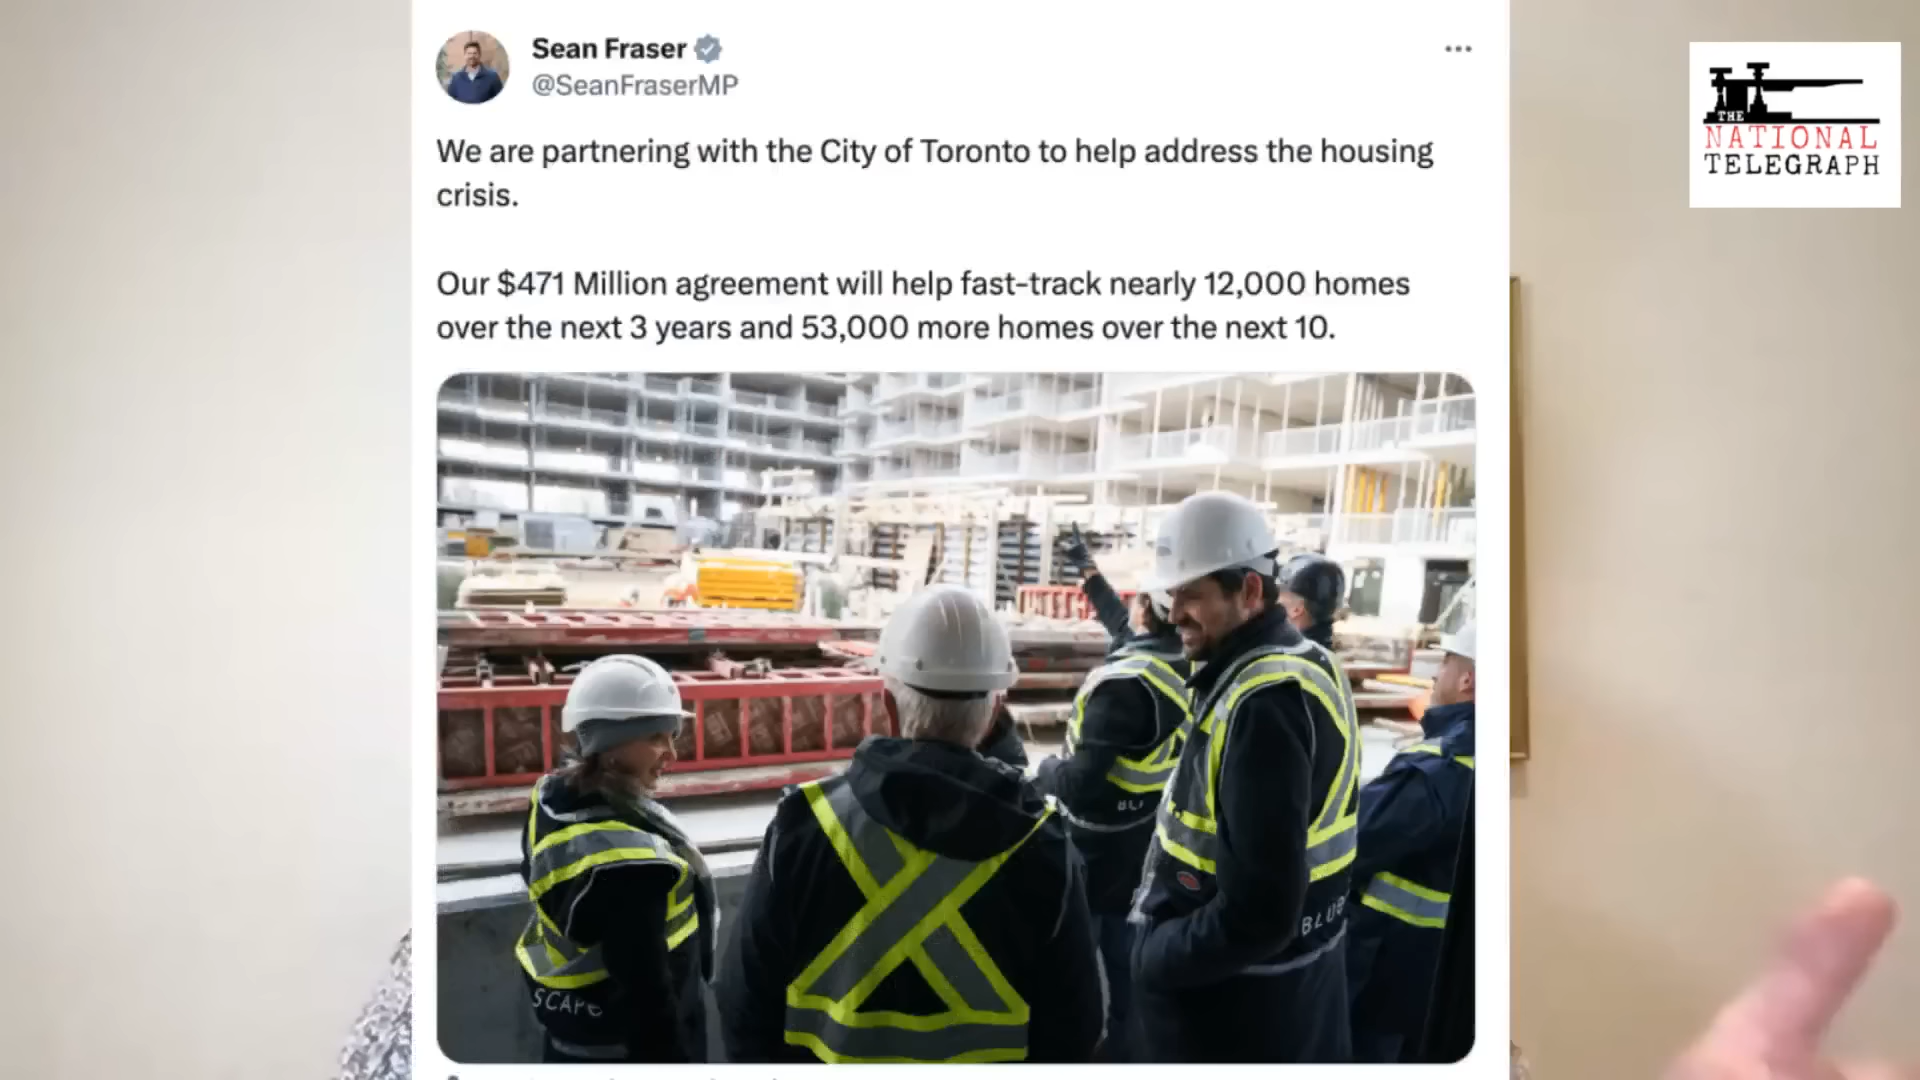 Sean Fraser
@SeanFraserMP
THE
NATIONAL
TELEGRAPH
We are partnering with the City of Toronto to help address the housing
crisis.
Our $471 Million agreement will help fast-track nearly 12,000 homes
over the next 3 years and 53,000 more homes over the next 10.